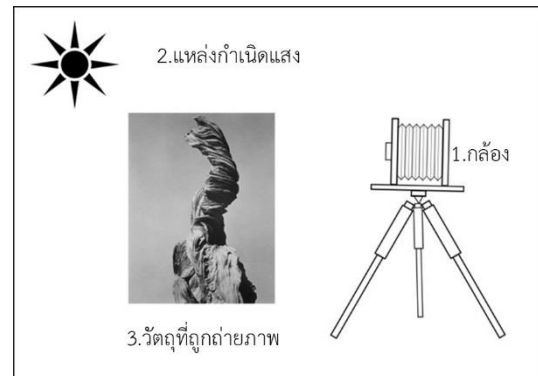 2.แหล่งกำเนิดแสง
1.กล้อง
3.วัตถุที่ถูกถ่ายภาพ